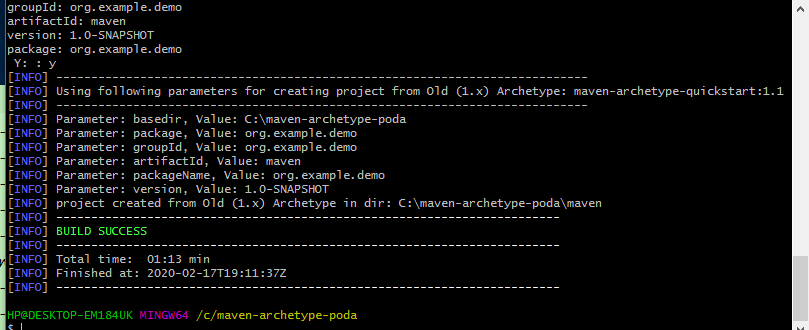 groupId: org.example.demo
artifactId: maven
version: 1.0-SNAPSHOT
package: org.example.demo
 Y: : y
[INFO] ----------------------------------------------------------------------------
[INFO] Using following parameters for creating project from Old (1.x) Archetype: maven-archetype-quickstart:1.1
[INFO] ----------------------------------------------------------------------------
[INFO] Parameter: basedir, Value: C:\maven-archetype-poda
[INFO] Parameter: package, Value: org.example.demo
[INFO] Parameter: groupId, Value: org.example.demo
[INFO] Parameter: artifactId, Value: maven
[INFO] Parameter: packageName, Value: org.example.demo
[INFO] Parameter: version, Value: 1.0-SNAPSHOT
[INFO] project created from Old (1.x) Archetype in dir: C:\maven-archetype-poda\maven
[INFO] ------------------------------------------------------------------------
[INFO] BUILD SUCCESS
[INFO] ------------------------------------------------------------------------
[INFO] Total time:  01:13 min
[INFO] Finished at: 2020-02-17T19:11:37Z
[INFO] ------------------------------------------------------------------------
HP@DESKTOP-EM184UK MINGW64 /c/maven-archetype-poda
$